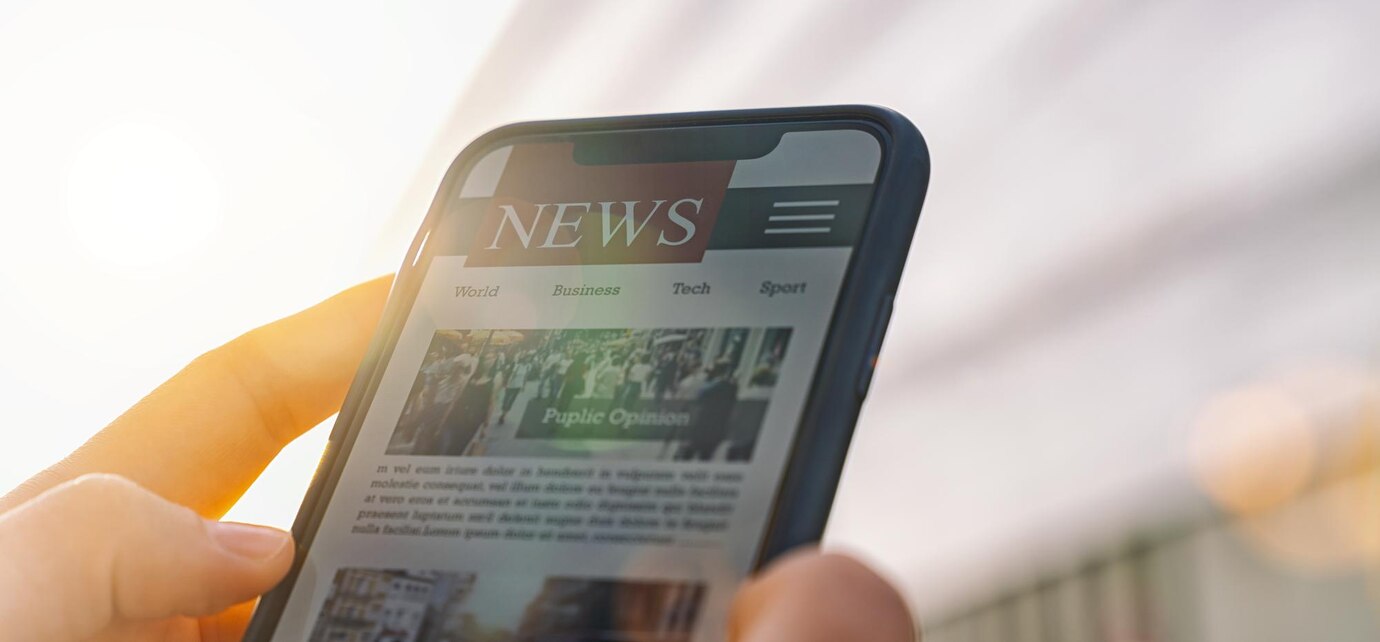 NEWS
World Business Tech Sport
Puplic Opinion
m vel eum iriure dolor in hendrerit in vulputate velit esse
molestie consequat, vel illum dolore eu feugiat nulla facilisis
at vero eros et accumsan et iusto odio dignissim qui blandit
praesent luptatum zzril delenit augue duis dolore te feugait
nulla facilisi.Lorem ipsum dolor sit amet, consectetuer